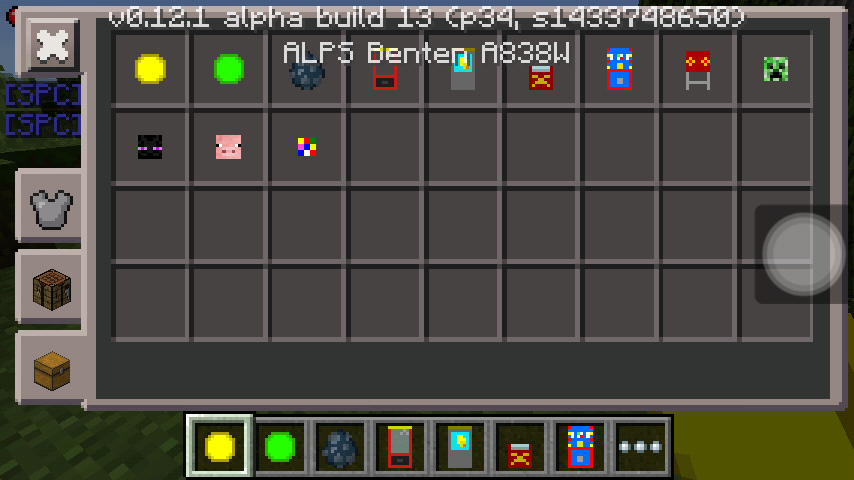 v0.12.1 alpha build 13 (p34, s1433748650)
ALPS Benten A838W
[SPC]
[SPC]